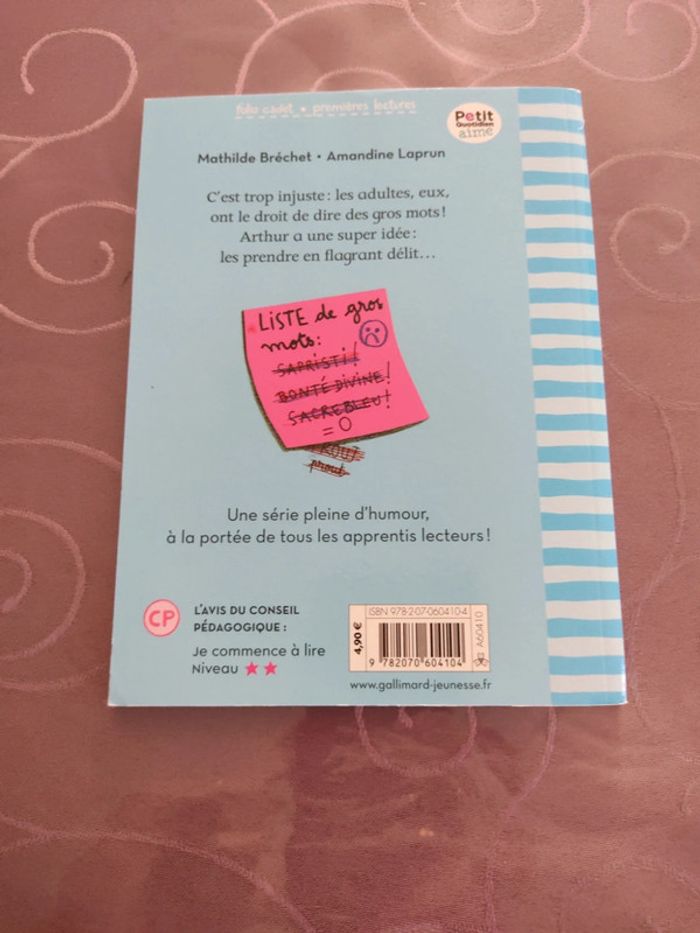 folio cadet • premières lectures
Petit
Quotidien
aime
Mathilde Bréchet • Amandine Laprun
C'est trop injuste : les adultes, eux,
ont le droit de dire des gros mots !
Arthur a une super idée :
les prendre en flagrant délit…
LiSTE de gros
mots :
SAPRISTI !
BONTÉ DIVINE !
SACREBLEU !
= 0
prout
Une série pleine d'humour,
à la portée de tous les apprentis lecteurs !
CP
L'AVIS DU CONSEIL
PÉDAGOGIQUE :
Je commence à lire
Niveau ★★
ISBN 978-2-07-060410-4
4,90 €
A60410
9 782070 604104
www.gallimard-jeunesse.fr